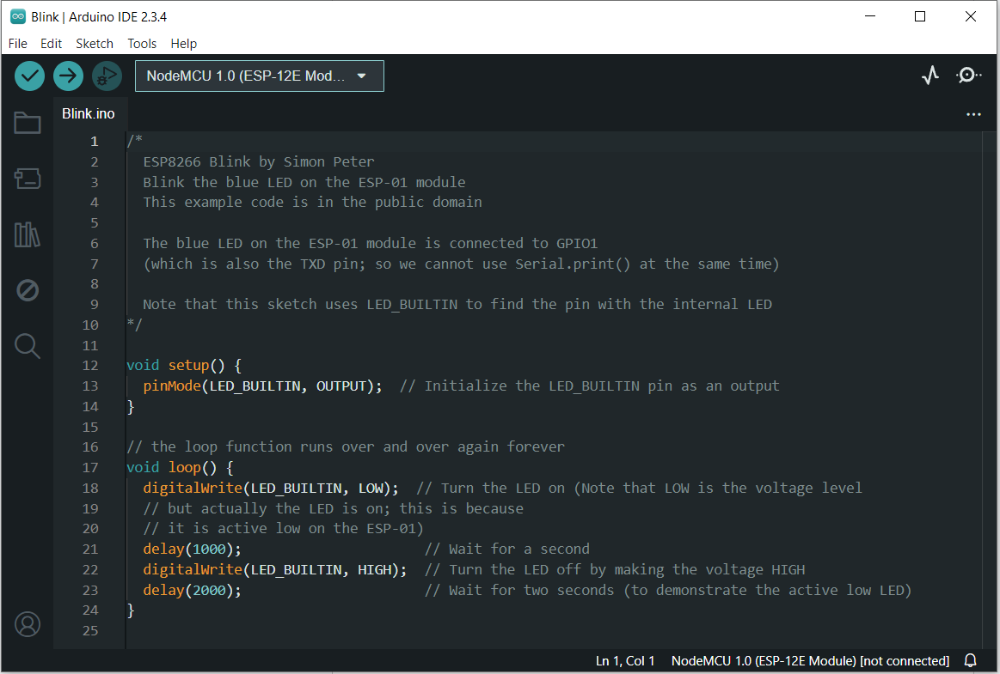 Blink | Arduino IDE 2.3.4
File Edit Sketch Tools Help
NodeMCU 1.0 (ESP-12E Mod...
Blink.ino
1 /*
2   ESP8266 Blink by Simon Peter
3   Blink the blue LED on the ESP-01 module
4   This example code is in the public domain
5
6   The blue LED on the ESP-01 module is connected to GPIO1
7   (which is also the TXD pin; so we cannot use Serial.print() at the same time)
8
9   Note that this sketch uses LED_BUILTIN to find the pin with the internal LED
10 */
11
12 void setup() {
13   pinMode(LED_BUILTIN, OUTPUT);  // Initialize the LED_BUILTIN pin as an output
14 }
15
16 // the loop function runs over and over again forever
17 void loop() {
18   digitalWrite(LED_BUILTIN, LOW);  // Turn the LED on (Note that LOW is the voltage level
19   // but actually the LED is on; this is because
20   // it is active low on the ESP-01)
21   delay(1000);                      // Wait for a second
22   digitalWrite(LED_BUILTIN, HIGH);  // Turn the LED off by making the voltage HIGH
23   delay(2000);                      // Wait for two seconds (to demonstrate the active low LED)
24 }
25
Ln 1, Col 1 NodeMCU 1.0 (ESP-12E Module) [not connected]